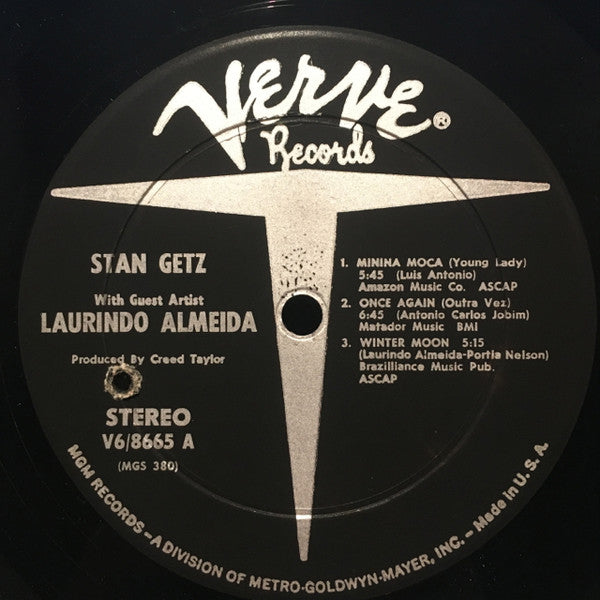 Verve®
Records
STAN GETZ
With Guest Artist
LAURINDO ALMEIDA
Produced By Creed Taylor
STEREO
V6/8665 A
(MGS 380)
1. MININA MOCA (Young Lady)
5:45 (Luis Antonio)
Amazon Music Co. ASCAP
2. ONCE AGAIN (Outra Vez)
6:45 (Antonio Carlos Jobim)
Matador Music BMI
3. WINTER MOON 5:15
(Laurindo Almeida-Portia Nelson)
Brazilliance Music Pub.
ASCAP
MGM RECORDS – A DIVISION OF METRO-GOLDWYN-MAYER, INC. – Made in U. S. A.